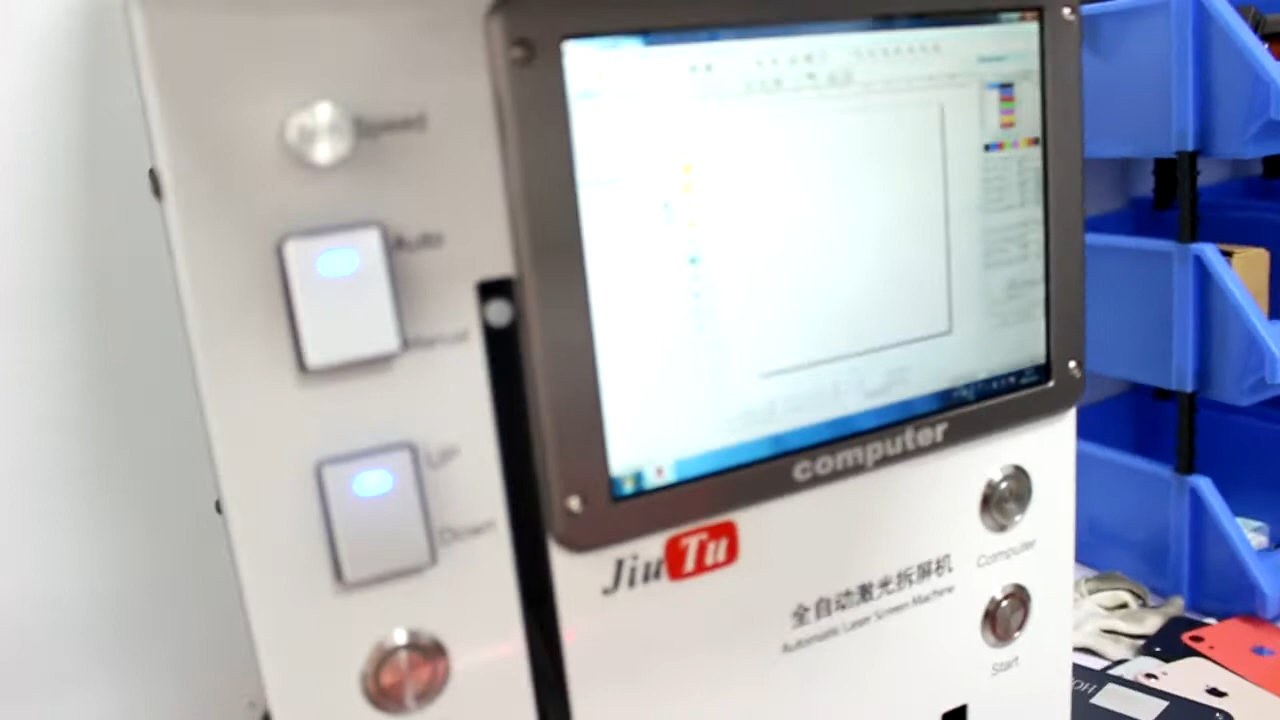 Speed
Auto
Manual
UP
Down
computer
JiuTu
全自动激光拆屏机
Automatic Laser Screen Machine
Computer
Start